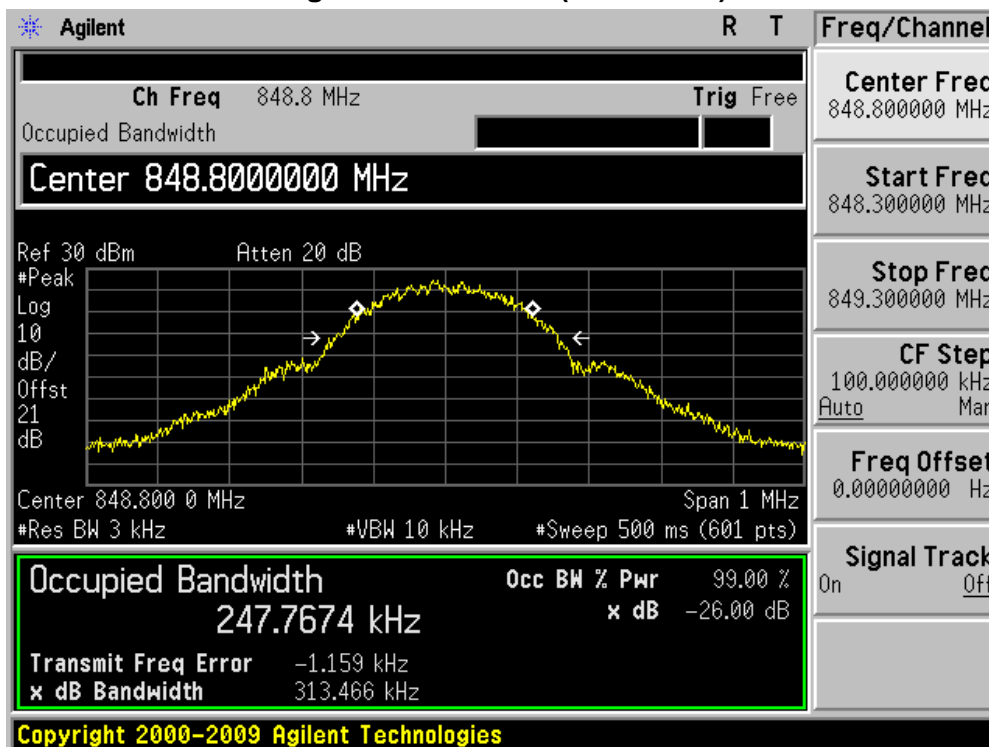 Agilent
R T
Freq/Channel
Ch Freq 848.8 MHz
Trig Free
Occupied Bandwidth
Center 848.8000000 MHz
Ref 30 dBm
Atten 20 dB
#Peak
Log
10
dB/
Offst
21
dB
Center 848.800 0 MHz
Span 1 MHz
#Res BW 3 kHz
#VBW 10 kHz
#Sweep 500 ms (601 pts)
Occupied Bandwidth
247.7674 kHz
Occ BW % Pwr 99.00 %
x dB -26.00 dB
Transmit Freq Error -1.159 kHz
x dB Bandwidth 313.466 kHz
Center Freq
848.800000 MHz
Start Freq
848.300000 MHz
Stop Freq
849.300000 MHz
CF Step
100.000000 kHz
Auto Man
Freq Offset
0.00000000 Hz
Signal Track
On Off
Copyright 2000-2009 Agilent Technologies